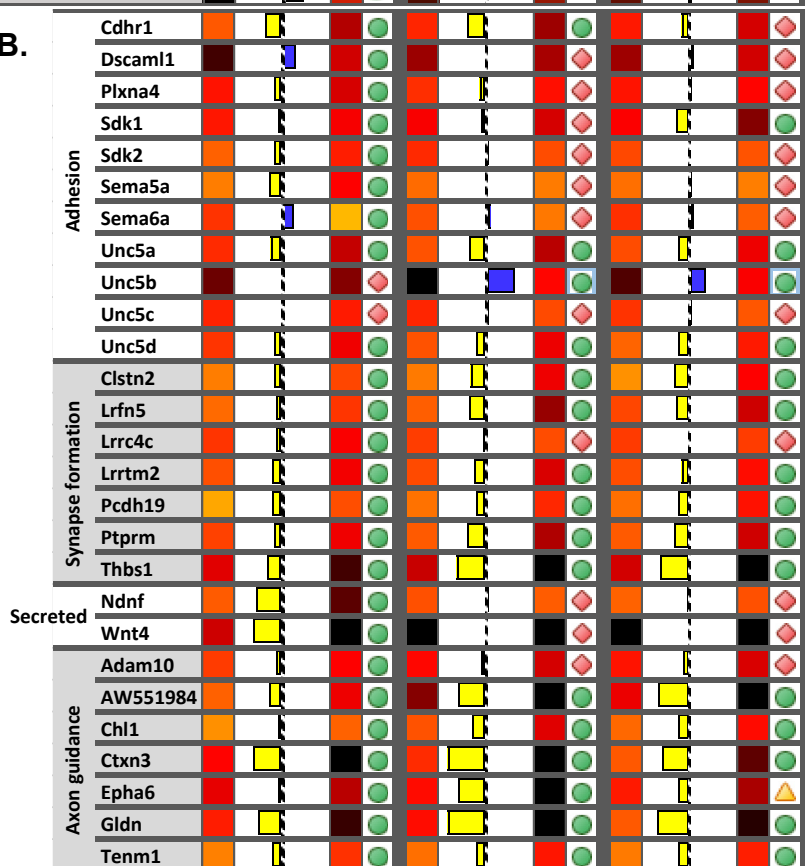 B.
Adhesion
Cdhr1
Dscaml1
Plxna4
Sdk1
Sdk2
Sema5a
Sema6a
Unc5a
Unc5b
Unc5c
Unc5d
Synapse formation
Clstn2
Lrfn5
Lrrc4c
Lrrtm2
Pcdh19
Ptprm
Thbs1
Secreted
Ndnf
Wnt4
Axon guidance
Adam10
AW551984
Chl1
Ctxn3
Epha6
Gldn
Tenm1